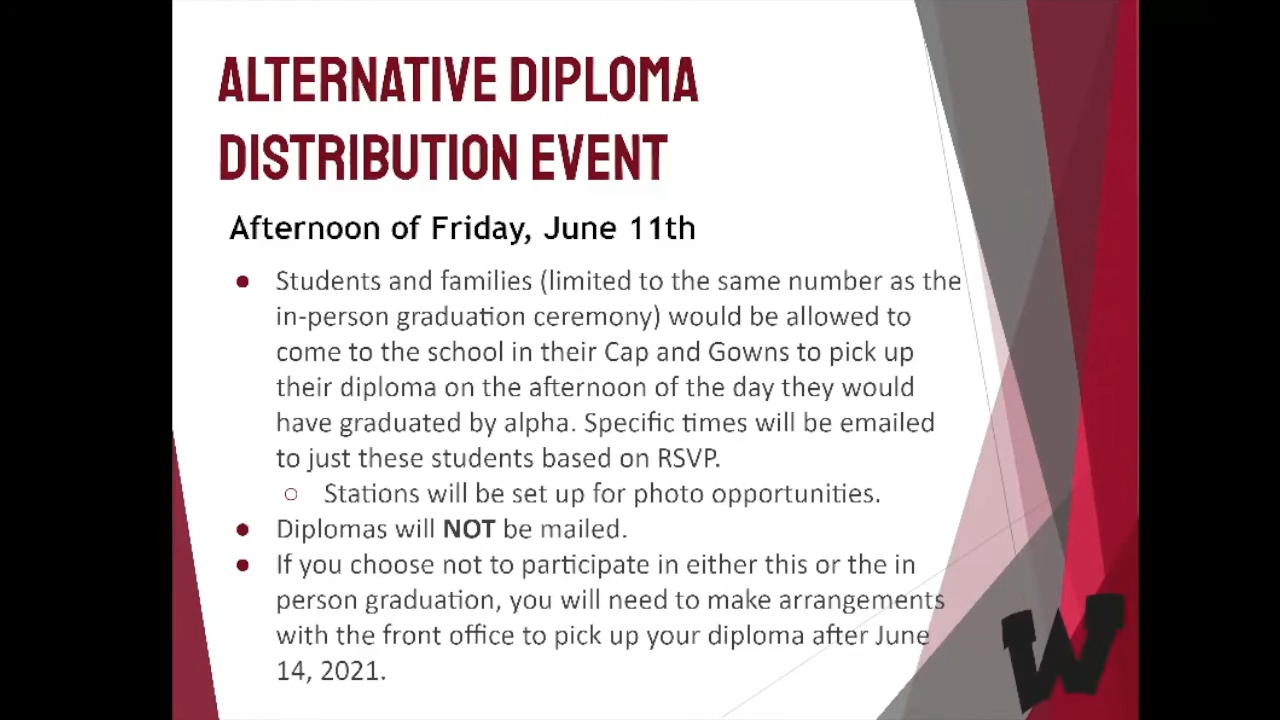 ALTERNATIVE DIPLOMA
DISTRIBUTION EVENT
Afternoon of Friday, June 11th
● Students and families (limited to the same number as the
in-person graduation ceremony) would be allowed to
come to the school in their Cap and Gowns to pick up
their diploma on the afternoon of the day they would
have graduated by alpha. Specific times will be emailed
to just these students based on RSVP.
○ Stations will be set up for photo opportunities.
● Diplomas will NOT be mailed.
● If you choose not to participate in either this or the in
person graduation, you will need to make arrangements
with the front office to pick up your diploma after June
14, 2021.
W